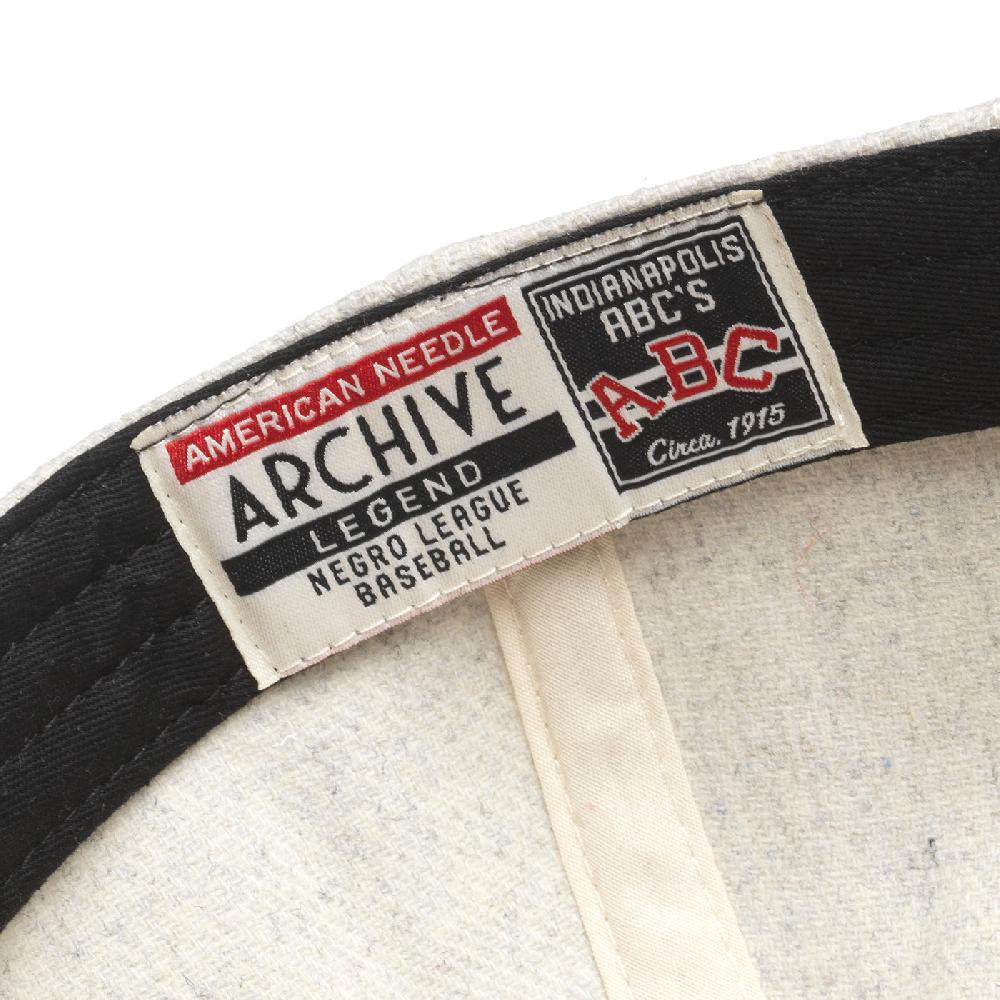 AMERICAN NEEDLE
ARCHIVE
LEGEND
NEGRO LEAGUE
BASEBALL
INDIANAPOLIS
ABC'S
ABC
Circa. 1915